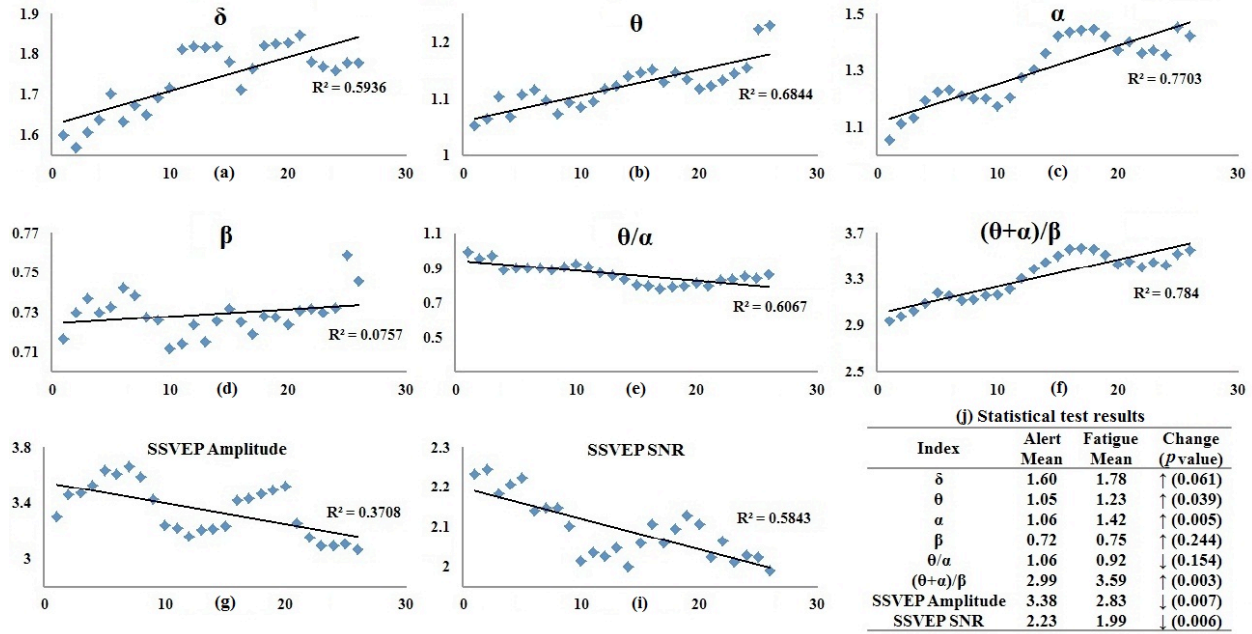 δ
1.9
1.8
1.7
1.6
R² = 0.5936
0 10 20 30
(a)
θ
1.2
1.1
1
R² = 0.6844
0 10 20 30
(b)
α
1.5
1.3
1.1
R² = 0.7703
0 10 20 30
(c)
β
0.77
0.75
0.73
0.71
R² = 0.0757
0 10 20 30
(d)
θ/α
1.1
0.9
0.7
0.5
R² = 0.6067
0 10 20 30
(e)
(θ+α)/β
3.7
3.3
2.9
2.5
R² = 0.784
0 10 20 30
(f)
SSVEP Amplitude
3.8
3.4
3
R² = 0.3708
0 10 20 30
(g)
SSVEP SNR
2.3
2.2
2.1
2
R² = 0.5843
0 10 20 30
(i)
(j) Statistical test results
Index Alert Mean Fatigue Mean Change (p value)
δ 1.60 1.78 ↑ (0.061)
θ 1.05 1.23 ↑ (0.039)
α 1.06 1.42 ↑ (0.005)
β 0.72 0.75 ↑ (0.244)
θ/α 1.06 0.92 ↓ (0.154)
(θ+α)/β 2.99 3.59 ↑ (0.003)
SSVEP Amplitude 3.38 2.83 ↓ (0.007)
SSVEP SNR 2.23 1.99 ↓ (0.006)